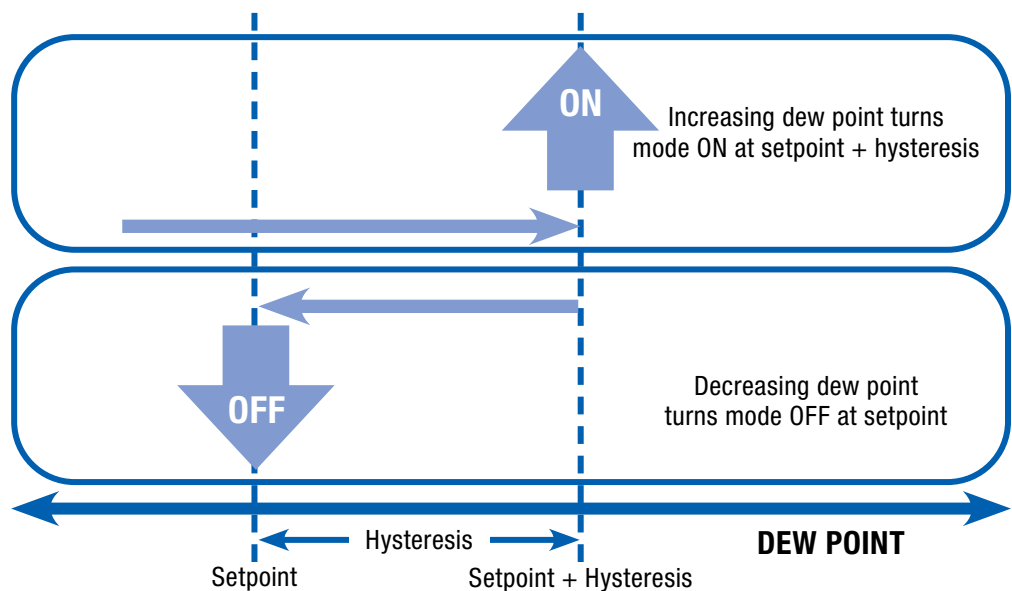 ON
Increasing dew point turns
mode ON at setpoint + hysteresis
OFF
Decreasing dew point
turns mode OFF at setpoint
Hysteresis
DEW POINT
Setpoint
Setpoint + Hysteresis